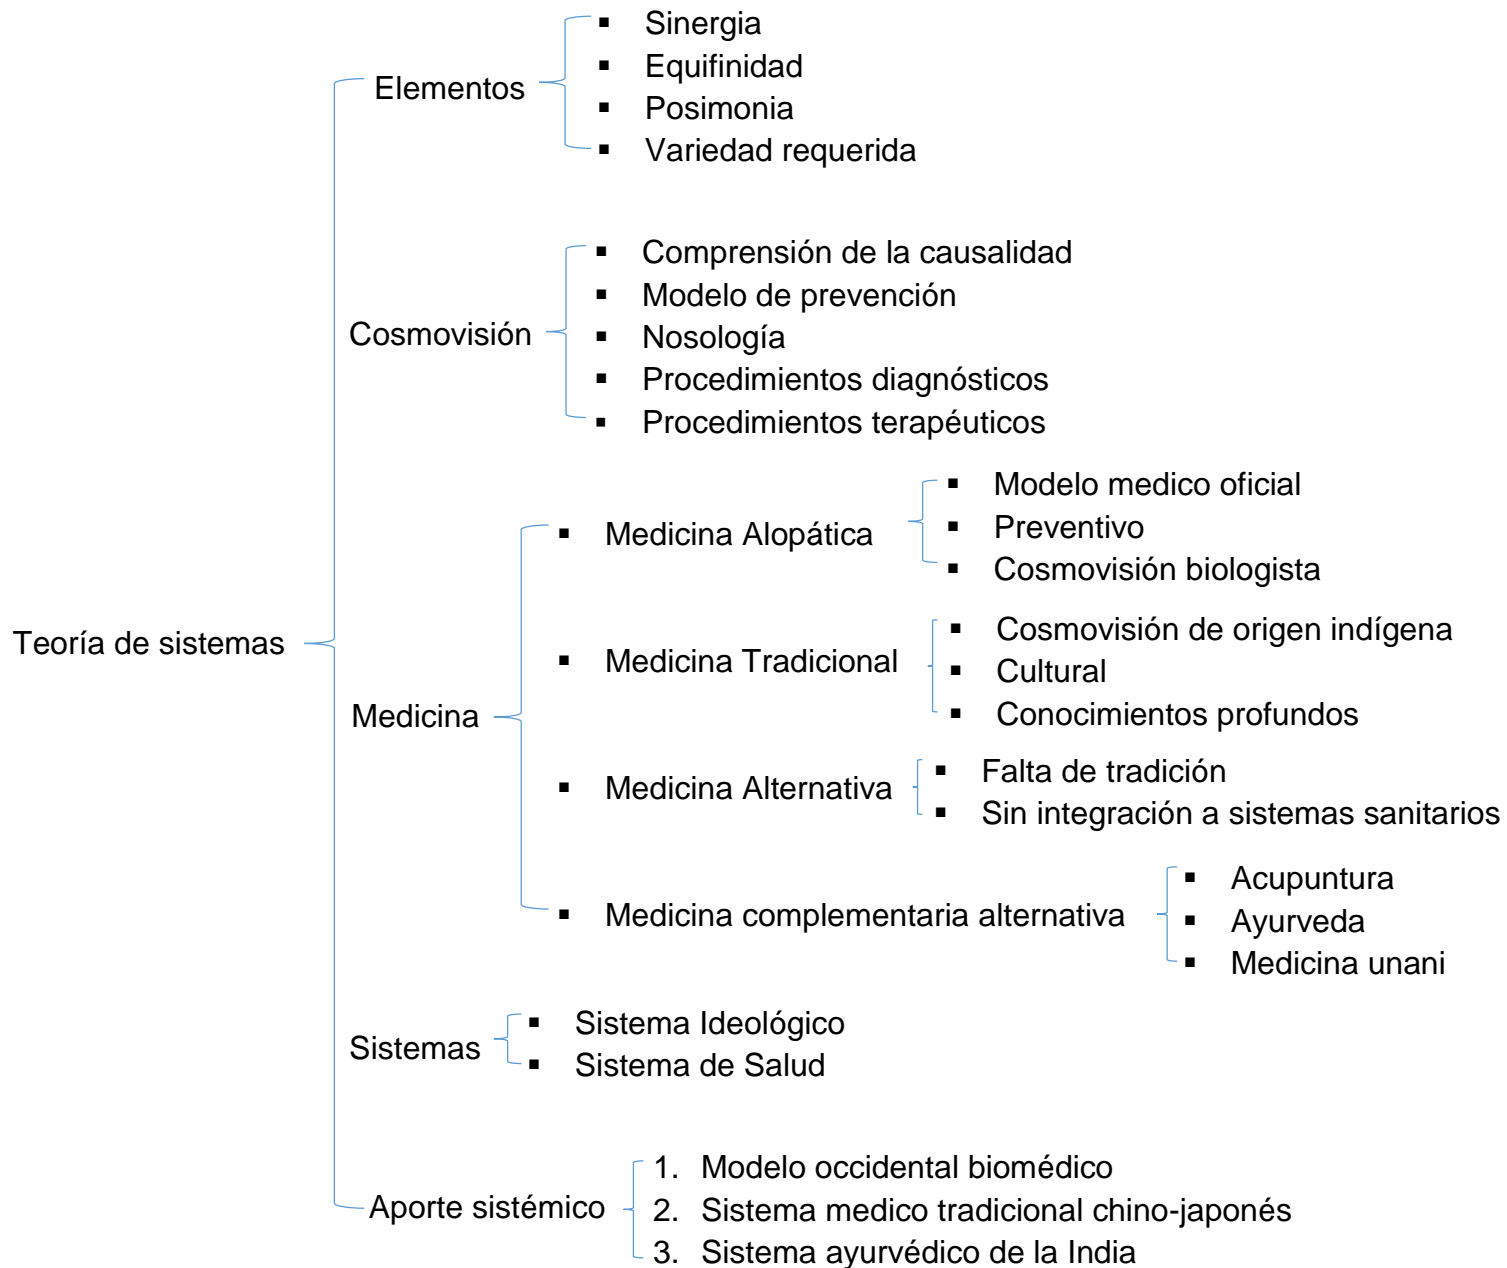 Teoría de sistemas
Elementos
▪ Sinergia
▪ Equifinidad
▪ Posimonia
▪ Variedad requerida
Cosmovisión
▪ Comprensión de la causalidad
▪ Modelo de prevención
▪ Nosología
▪ Procedimientos diagnósticos
▪ Procedimientos terapéuticos
Medicina
▪ Medicina Alopática
▪ Modelo medico oficial
▪ Preventivo
▪ Cosmovisión biologista
▪ Medicina Tradicional
▪ Cosmovisión de origen indígena
▪ Cultural
▪ Conocimientos profundos
▪ Medicina Alternativa
▪ Falta de tradición
▪ Sin integración a sistemas sanitarios
▪ Medicina complementaria alternativa
▪ Acupuntura
▪ Ayurveda
▪ Medicina unani
Sistemas
▪ Sistema Ideológico
▪ Sistema de Salud
Aporte sistémico
1. Modelo occidental biomédico
2. Sistema medico tradicional chino-japonés
3. Sistema ayurvédico de la India